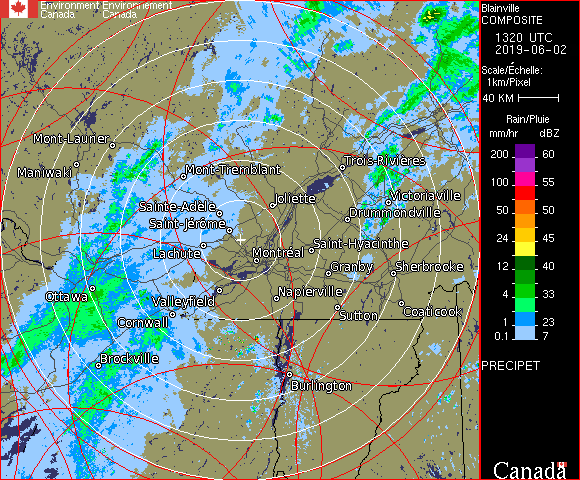 Environment Environnement
Canada Canada
Blainville
COMPOSITE
1320 UTC
2019-06-02
Scale/Échelle:
1km/Pixel
40 KM
Rain/Pluie
mm/hr dBZ
200 60
100 55
50 50
24 45
12 40
4 33
1 23
0.1 7
PRECIPET
Canada
Mont-Laurier
Maniwaki
Mont-Tremblant
Trois-Rivières
Sainte-Adèle
Joliette
Victoriaville
Drummondville
Saint-Jérôme
Lachute
Montréal
Saint-Hyacinthe
Granby
Sherbrooke
Ottawa
Valleyfield
Napierville
Cornwall
Sutton
Coaticook
Brockville
Burlington